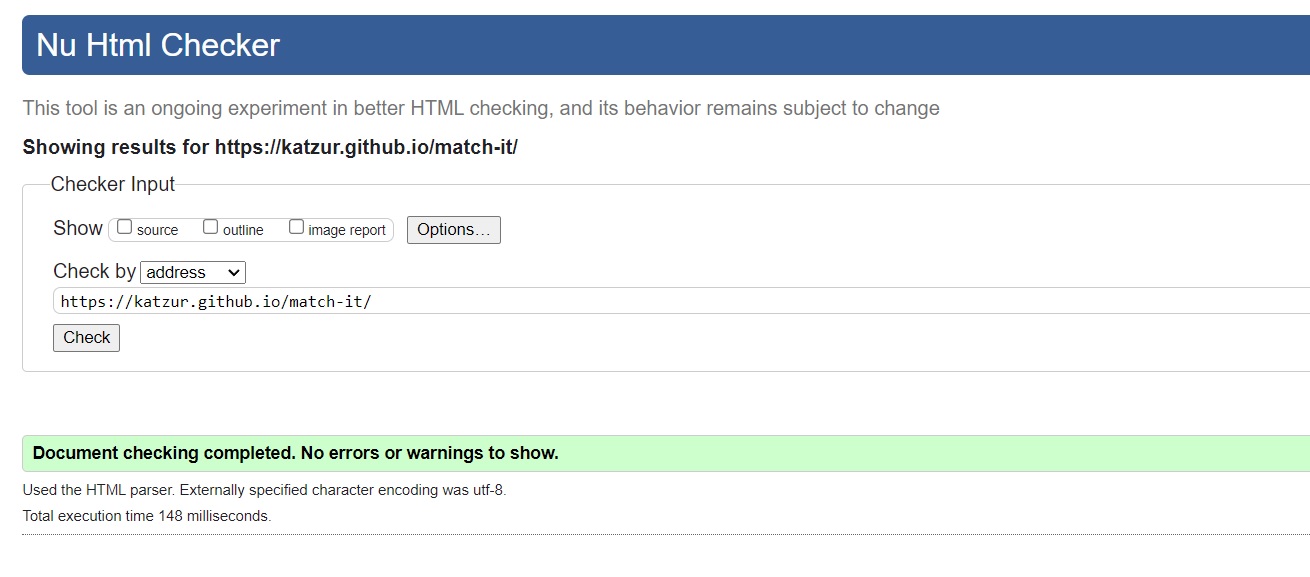 Nu Html Checker
This tool is an ongoing experiment in better HTML checking, and its behavior remains subject to change
Showing results for https://katzur.github.io/match-it/
Checker Input
Show source outline image report Options...
Check by address
https://katzur.github.io/match-it/
Check
Document checking completed. No errors or warnings to show.
Used the HTML parser. Externally specified character encoding was utf-8.
Total execution time 148 milliseconds.